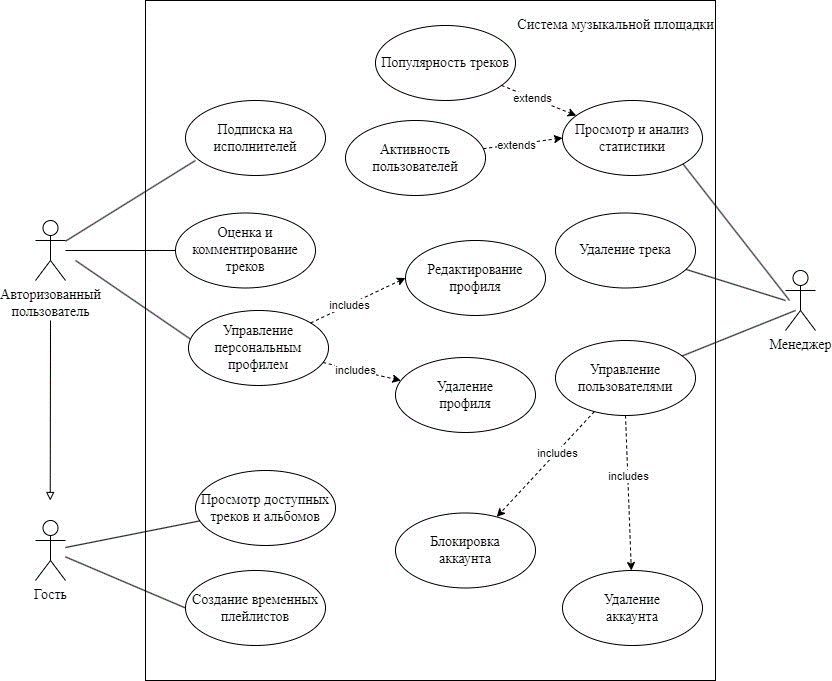 Система музыкальной площадки
Популярность треков
extends
Подписка на
исполнителей
Активность
пользователей
extends
Просмотр и анализ
статистики
Оценка и
комментирование
треков
Редактирование
профиля
Удаление трека
Авторизованный
пользователь
includes
Управление
персональным
профилем
Менеджер
includes
Удаление
профиля
Управление
пользователями
includes
includes
Просмотр доступных
треков и альбомов
Блокировка
аккаунта
Гость
Создание временных
плейлистов
Удаление
аккаунта